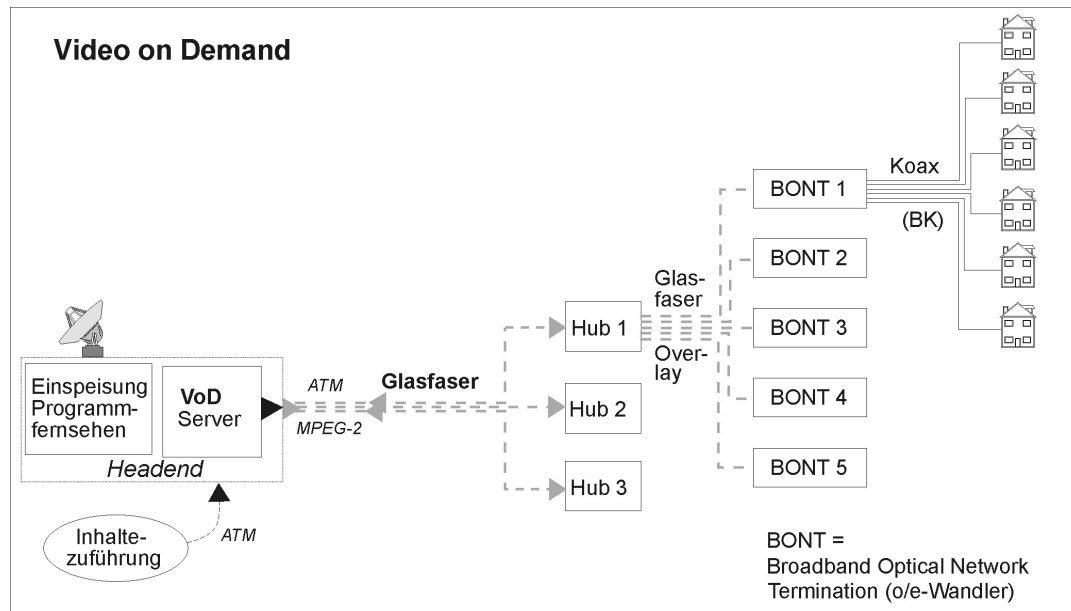 Video on Demand
Einspeisung
Programm-
fernsehen
VoD
Server
Headend
Inhalte-
zuführung
ATM
ATM
MPEG-2
Glasfaser
Hub 1
Hub 2
Hub 3
Glas-
faser
Over-
lay
BONT 1
BONT 2
BONT 3
BONT 4
BONT 5
Koax
(BK)
BONT =
Broadband Optical Network
Termination (o/e-Wandler)